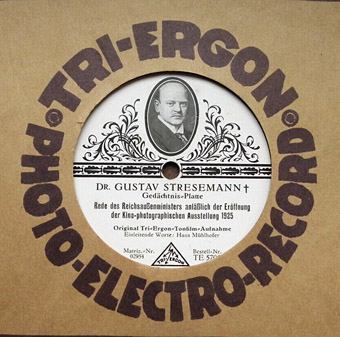 TRI-ERGON
PHOTO-ELECTRO-RECORD
DR. GUSTAV STRESEMANN †
Gedächtnis-Platte
Rede des Reichsaußenministers anläßlich der Eröffnung
der Kino-photographischen Ausstellung 1925
Original Tri-Ergon-Tonfilm-Aufnahme
Einleitende Worte: Hans Mühlhofer
Matriz.-Nr. Bestell-Nr.
02954 TE
TRI-ERGON